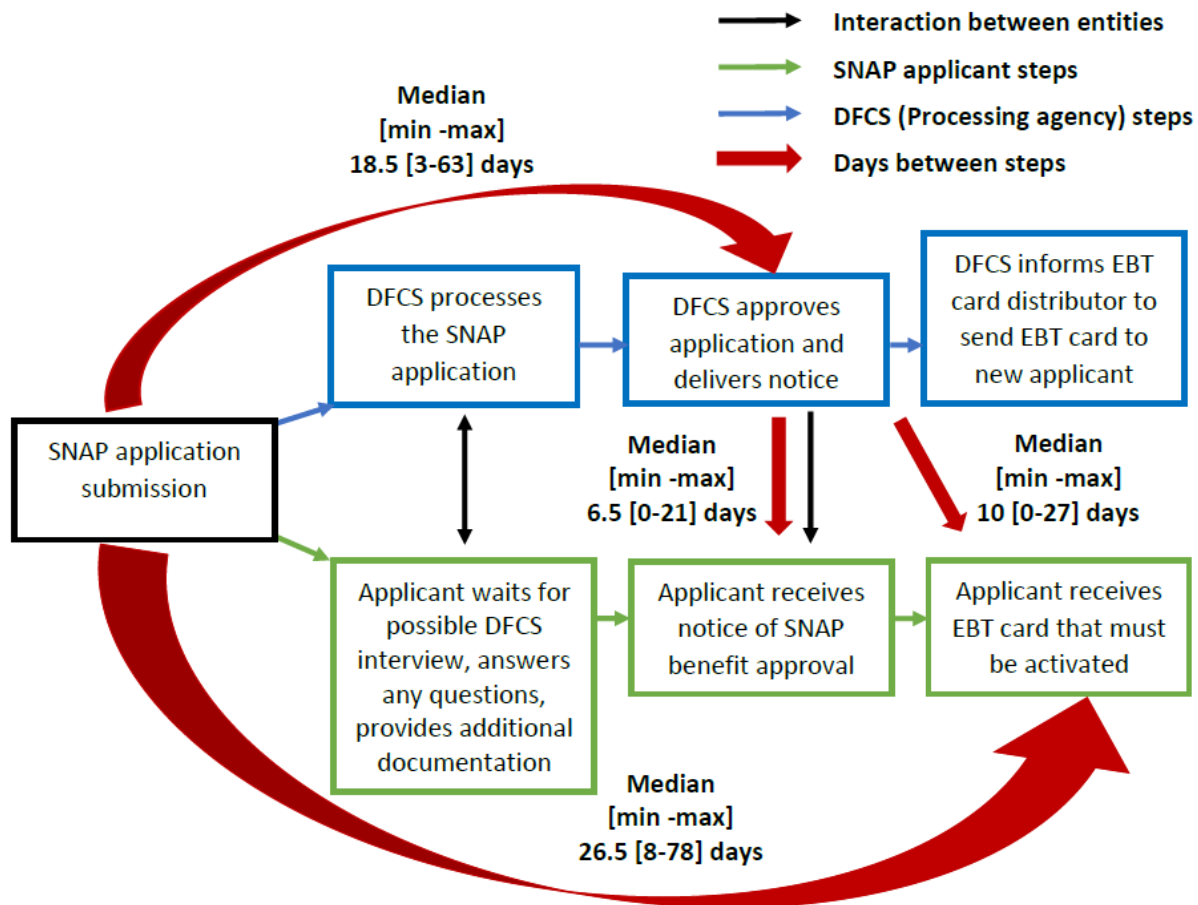 Interaction between entities
SNAP applicant steps
DFCS (Processing agency) steps
Days between steps
Median
[min -max]
18.5 [3-63] days
DFCS processes
the SNAP
application
DFCS approves
application and
delivers notice
DFCS informs EBT
card distributor to
send EBT card to
new applicant
SNAP application
submission
Median
[min -max]
6.5 [0-21] days
Median
[min -max]
10 [0-27] days
Applicant waits for
possible DFCS
interview, answers
any questions,
provides additional
documentation
Applicant receives
notice of SNAP
benefit approval
Applicant receives
EBT card that must
be activated
Median
[min -max]
26.5 [8-78] days